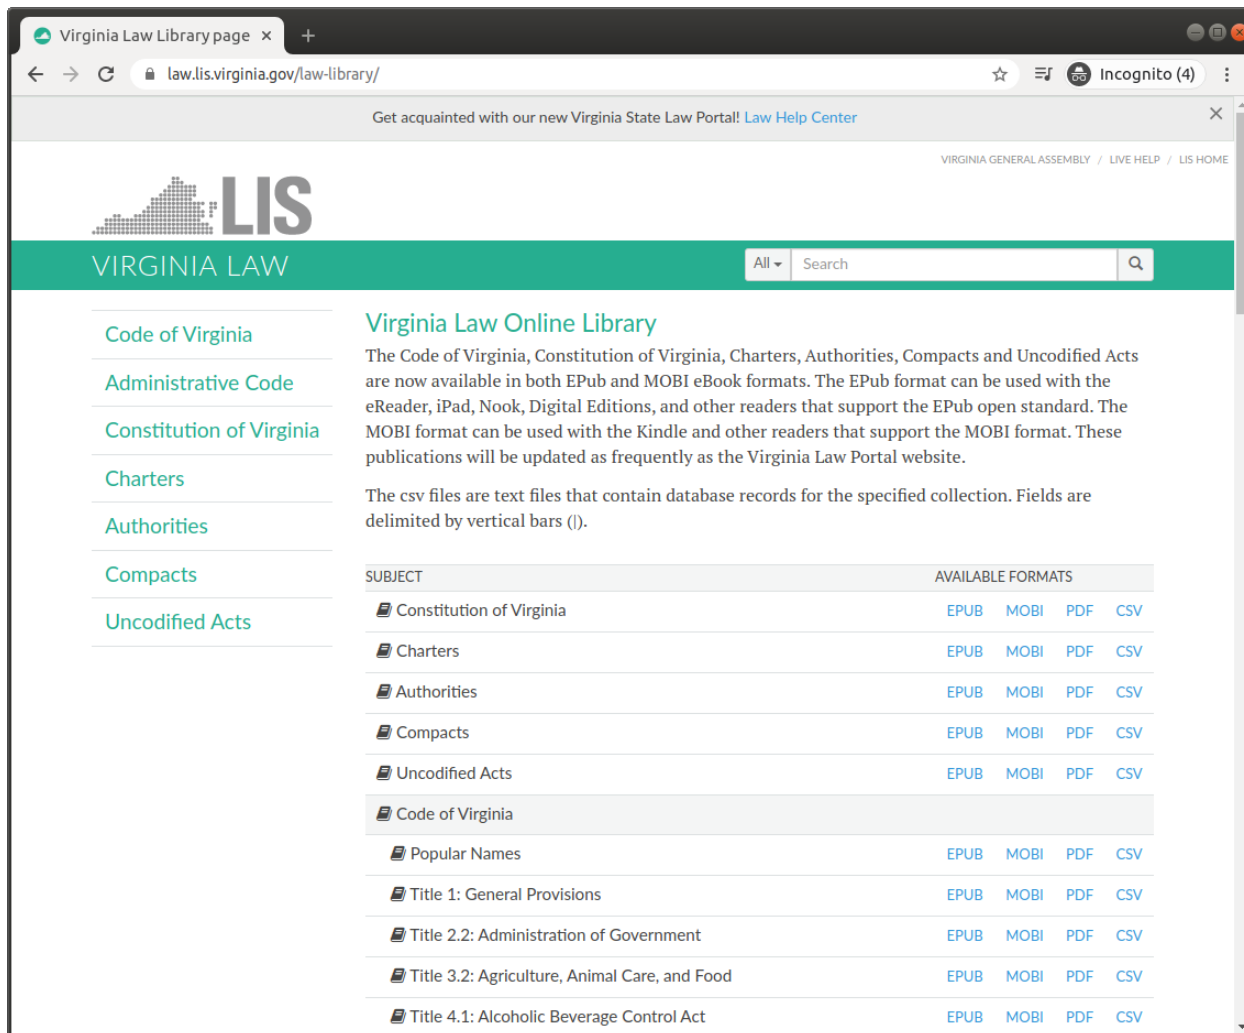 Virginia Law Library page × +
law.lis.virginia.gov/law-library/ Incognito (4)
Get acquainted with our new Virginia State Law Portal! Law Help Center ×
VIRGINIA GENERAL ASSEMBLY / LIVE HELP / LIS HOME
LIS
VIRGINIA LAW All Search
Code of Virginia
Administrative Code
Constitution of Virginia
Charters
Authorities
Compacts
Uncodified Acts
Virginia Law Online Library
The Code of Virginia, Constitution of Virginia, Charters, Authorities, Compacts and Uncodified Acts
are now available in both EPub and MOBI eBook formats. The EPub format can be used with the
eReader, iPad, Nook, Digital Editions, and other readers that support the EPub open standard. The
MOBI format can be used with the Kindle and other readers that support the MOBI format. These
publications will be updated as frequently as the Virginia Law Portal website.
The csv files are text files that contain database records for the specified collection. Fields are
delimited by vertical bars (|).
SUBJECT AVAILABLE FORMATS
Constitution of Virginia EPUB MOBI PDF CSV
Charters EPUB MOBI PDF CSV
Authorities EPUB MOBI PDF CSV
Compacts EPUB MOBI PDF CSV
Uncodified Acts EPUB MOBI PDF CSV
Code of Virginia
Popular Names EPUB MOBI PDF CSV
Title 1: General Provisions EPUB MOBI PDF CSV
Title 2.2: Administration of Government EPUB MOBI PDF CSV
Title 3.2: Agriculture, Animal Care, and Food EPUB MOBI PDF CSV
Title 4.1: Alcoholic Beverage Control Act EPUB MOBI PDF CSV